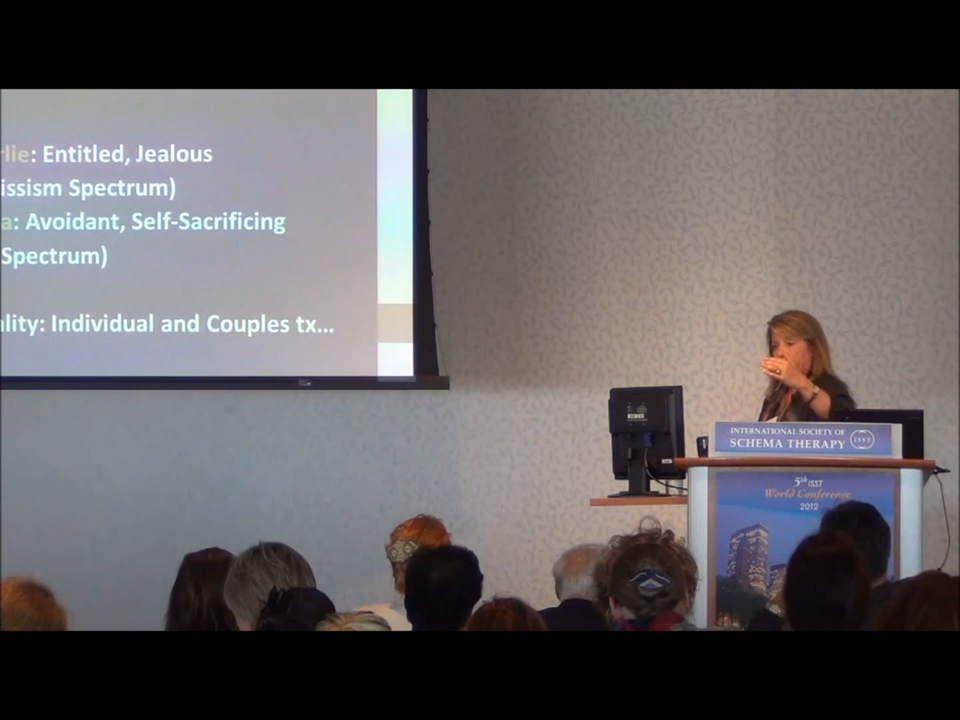 rlie: Entitled, Jealous
issism Spectrum)
a: Avoidant, Self-Sacrificing
Spectrum)
ality: Individual and Couples tx...
INTERNATIONAL SOCIETY OF
SCHEMA THERAPY
ISST
5th ISST
World Conference
2012